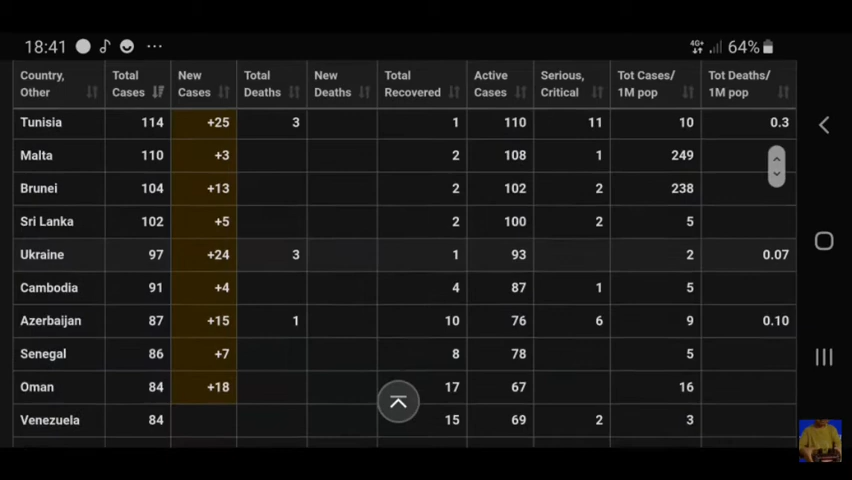 18:41 64%
Country, Other Total Cases New Cases Total Deaths New Deaths Total Recovered Active Cases Serious, Critical Tot Cases/ 1M pop Tot Deaths/ 1M pop
Tunisia 114 +25 3 1 110 11 10 0.3
Malta 110 +3 2 108 1 249
Brunei 104 +13 2 102 2 238
Sri Lanka 102 +5 2 100 2 5
Ukraine 97 +24 3 1 93 2 0.07
Cambodia 91 +4 4 87 1 5
Azerbaijan 87 +15 1 10 76 6 9 0.10
Senegal 86 +7 8 78 5
Oman 84 +18 17 67 16
Venezuela 84 15 69 2 3